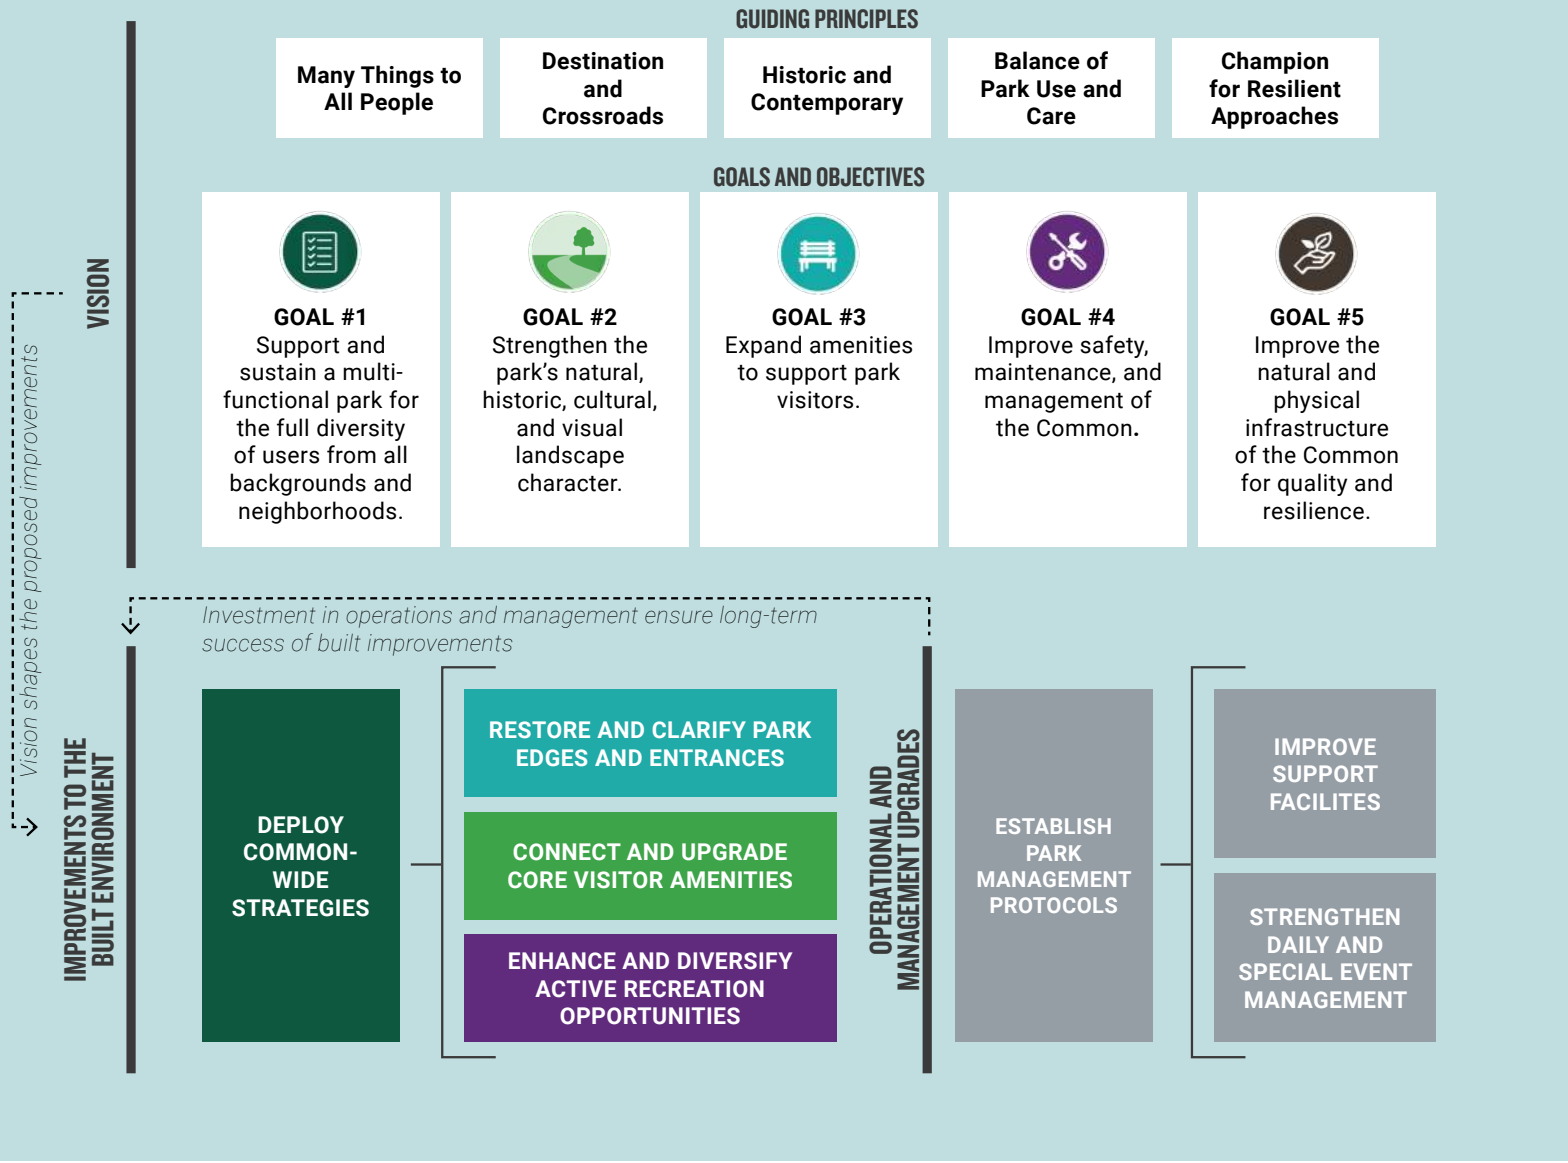 GUIDING PRINCIPLES
Many Things to
All People
Destination
and
Crossroads
Historic and
Contemporary
Balance of
Park Use and
Care
Champion
for Resilient
Approaches
GOALS AND OBJECTIVES
VISION
GOAL #1
Support and
sustain a multi-
functional park for
the full diversity
of users from all
backgrounds and
neighborhoods.
GOAL #2
Strengthen the
park’s natural,
historic, cultural,
and visual
landscape
character.
GOAL #3
Expand amenities
to support park
visitors.
GOAL #4
Improve safety,
maintenance, and
management of
the Common.
GOAL #5
Improve the
natural and
physical
infrastructure
of the Common
for quality and
resilience.
Vision shapes the proposed improvements
Investment in operations and management ensure long-term
success of built improvements
IMPROVEMENTS TO THE
BUILT ENVIRONMENT
DEPLOY
COMMON-
WIDE
STRATEGIES
RESTORE AND CLARIFY PARK
EDGES AND ENTRANCES
CONNECT AND UPGRADE
CORE VISITOR AMENITIES
ENHANCE AND DIVERSIFY
ACTIVE RECREATION
OPPORTUNITIES
OPERATIONAL AND
MANAGEMENT UPGRADES
ESTABLISH
PARK
MANAGEMENT
PROTOCOLS
IMPROVE
SUPPORT
FACILITES
STRENGTHEN
DAILY AND
SPECIAL EVENT
MANAGEMENT